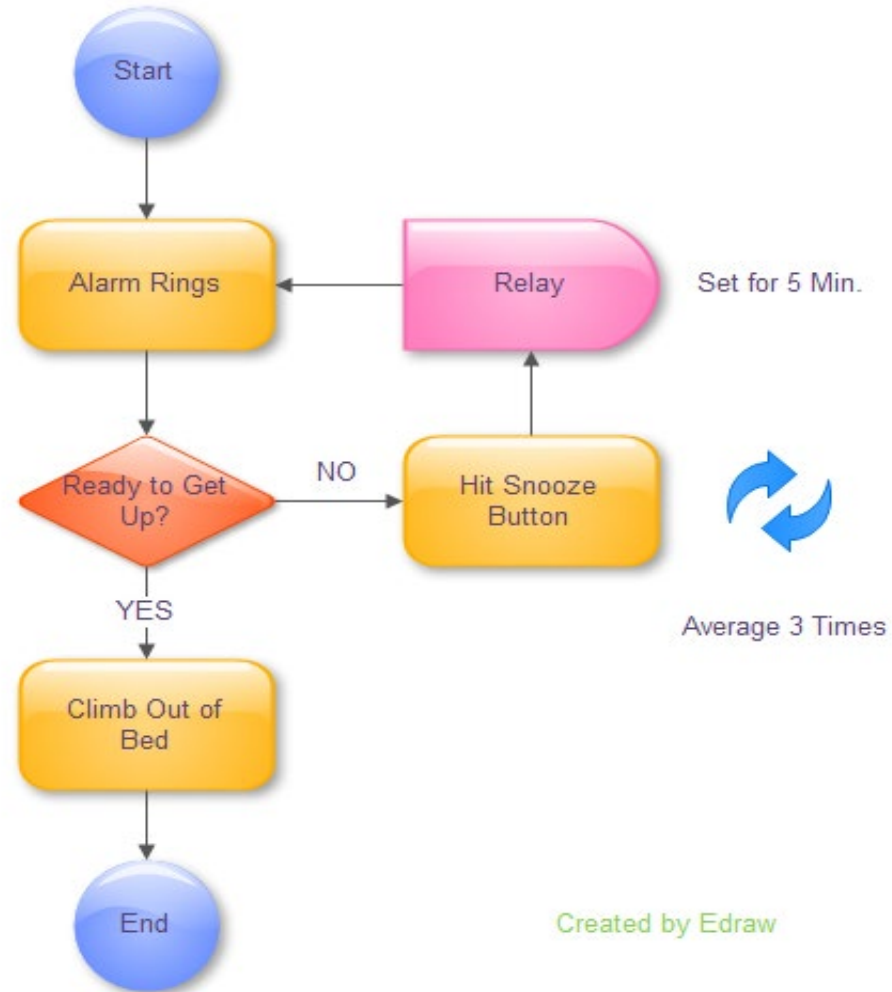 Start
Alarm Rings
Relay
Set for 5 Min.
Ready to Get
Up?
NO
Hit Snooze
Button
YES
Average 3 Times
Climb Out of
Bed
End
Created by Edraw